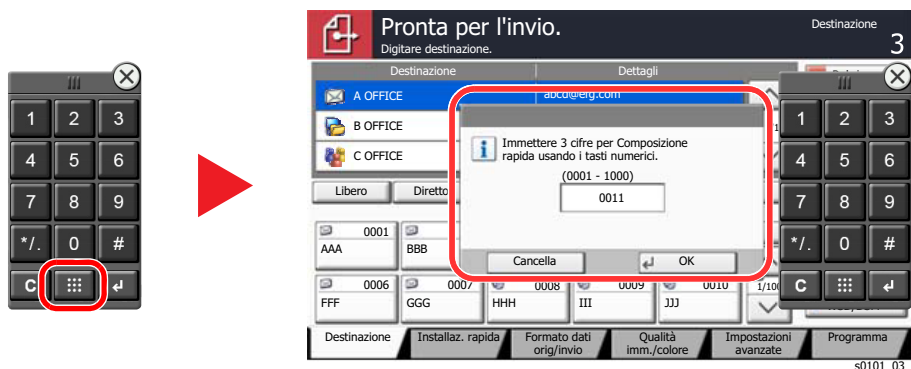 1 2 3
4 5 6
7 8 9
*/. 0 #
C
Pronta per l'invio.
Digitare destinazione.
Destinazione
3
Destinazione Dettagli
A OFFICE abcd@efg.com
B OFFICE
C OFFICE
Immettere 3 cifre per Composizione
rapida usando i tasti numerici.
(0001 - 1000)
0011
Cancella OK
Libero Diretto
0001
AAA BBB
0006 0007 0008 0009 0010 1/100
FFF GGG HHH III JJJ
1 2 3
4 5 6
7 8 9
*/. 0 #
C
Destinazione Installaz. rapida Formato dati
orig/invio Qualità
imm./colore Impostazioni
avanzate Programma
s0101_03